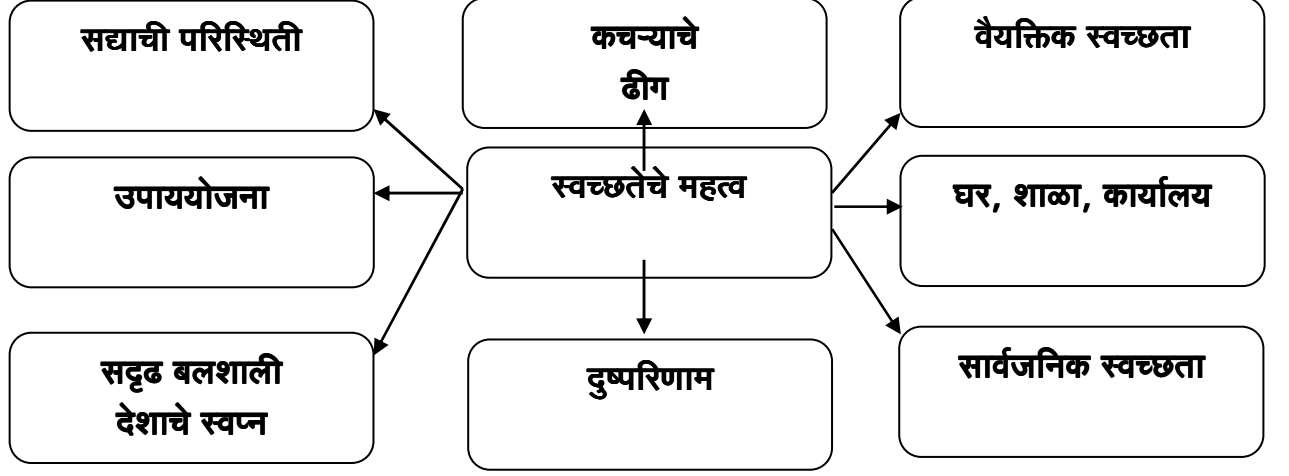 सद्याची परिस्थिती
कचऱ्याचे
ढीग
वैयक्तिक स्वच्छता
उपाययोजना
स्वच्छतेचे महत्व
घर, शाळा, कार्यालय
सदृढ बलशाली
देशाचे स्वप्न
दुष्परिणाम
सार्वजनिक स्वच्छता